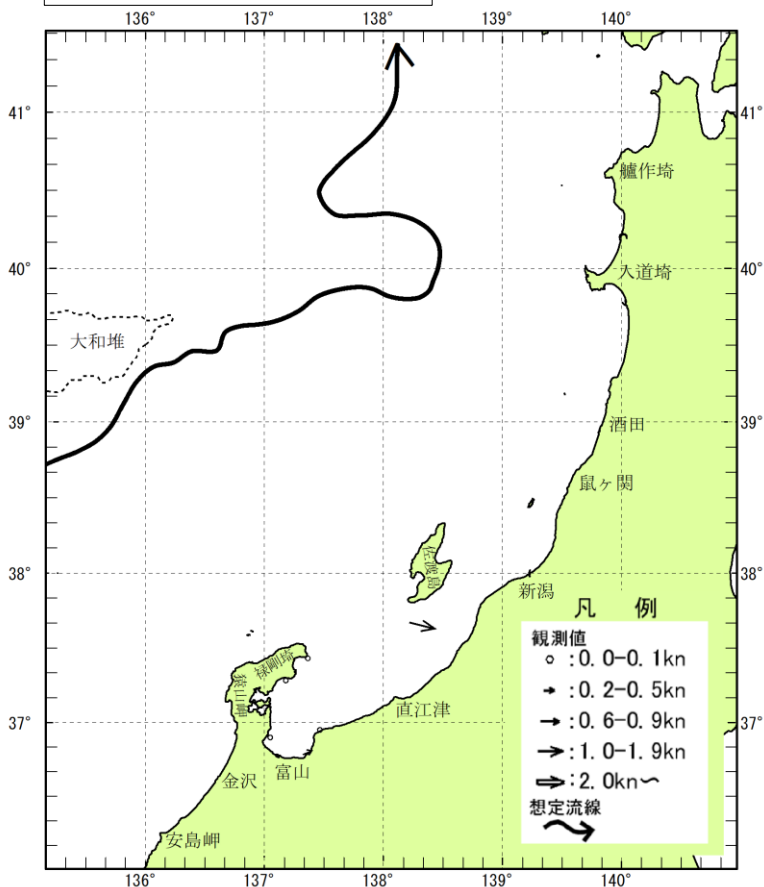 136°
137°
138°
139°
140°
41°
41°
艫作埼
40°
入道埼
40°
大和堆
39°
酒田
39°
鼠ヶ関
佐渡島
38°
新潟
38°
凡 例
観測値
:0.0-0.1kn
:0.2-0.5kn
:0.6-0.9kn
:1.0-1.9kn
:2.0kn〜
想定流線
禄剛埼
猿山岬
37°
直江津
37°
金沢
富山
安島岬
136°
137°
138°
139°
140°